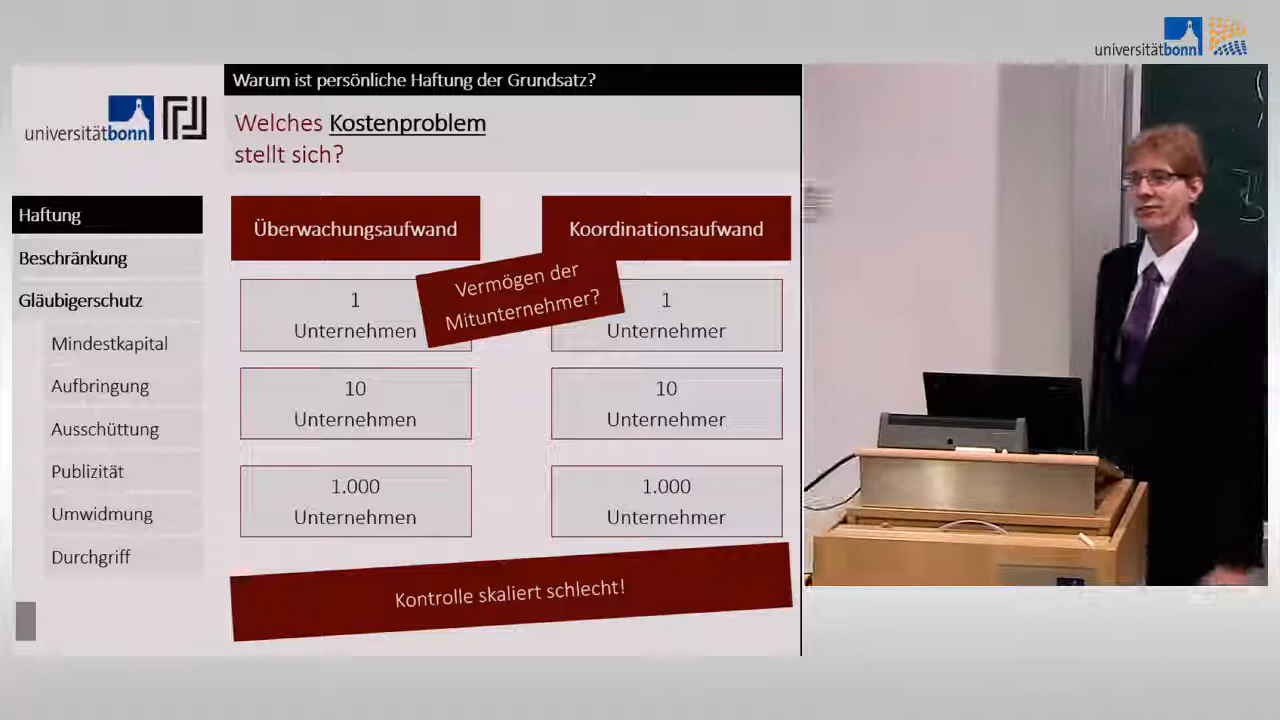 universitätbonn
Warum ist persönliche Haftung der Grundsatz?
universitätbonn
Welches Kostenproblem
stellt sich?
Haftung
Beschränkung
Gläubigerschutz
Mindestkapital
Aufbringung
Ausschüttung
Publizität
Umwidmung
Durchgriff
Überwachungsaufwand
Koordinationsaufwand
Vermögen der
Mitunternehmer?
1
Unternehmen
1
Unternehmer
10
Unternehmen
10
Unternehmer
1.000
Unternehmen
1.000
Unternehmer
Kontrolle skaliert schlecht!